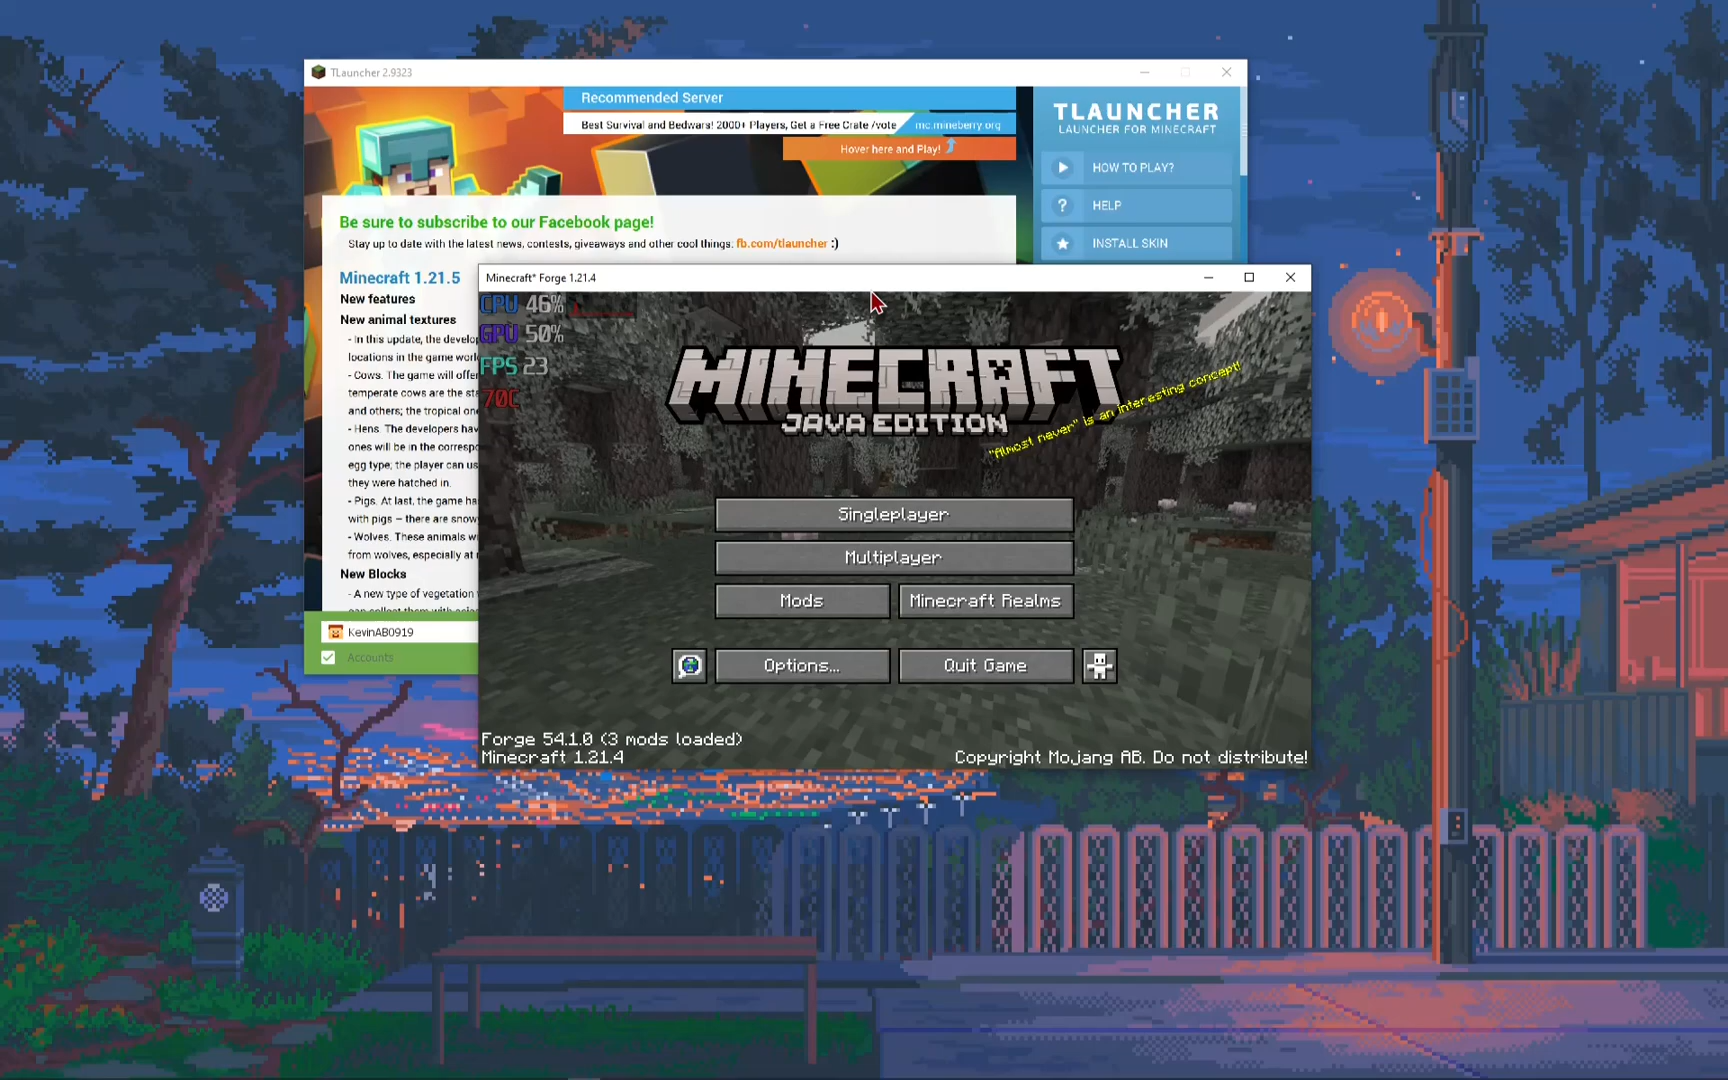 TLauncher 2.9323
Recommended Server
Best Survival and Bedwars! 2000+ Players, Get a Free Crate /vote
mc.mineberry.org
Hover here and Play!
TLAUNCHER
LAUNCHER FOR MINECRAFT
HOW TO PLAY?
HELP
INSTALL SKIN
Be sure to subscribe to our Facebook page!
Stay up to date with the latest news, contests, giveaways and other cool things: fb.com/tlauncher :)
Minecraft 1.21.5
New features
New animal textures
- In this update, the develop
locations in the game worl
- Cows. The game will offe
temperate cows are the st
and others; the tropical on
- Hens. The developers hav
ones will be in the corresp
egg type; the player can us
they were hatched in.
- Pigs. At last, the game ha
with pigs – there are snow
- Wolves. These animals wi
from wolves, especially at
New Blocks
- A new type of vegetation
KevinAB0919
Accounts
Minecraft* Forge 1.21.4
CPU 46%
GPU 50%
FPS 23
70C
MINECRAFT
JAVA EDITION
"Almost never" is an interesting concept!
Singleplayer
Multiplayer
Mods
Minecraft Realms
Options...
Quit Game
Forge 54.1.0 (3 mods loaded)
Minecraft 1.21.4
Copyright Mojang AB. Do not distribute!